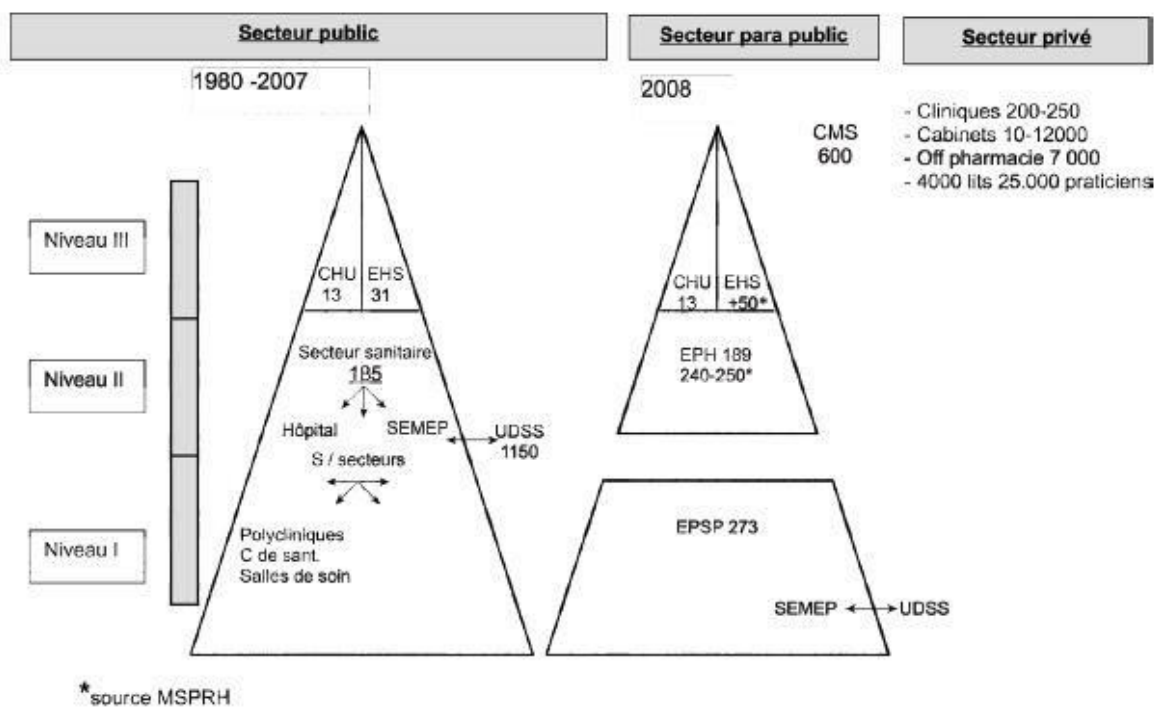 Secteur public
Secteur para public
Secteur privé
1980 -2007
2008
CMS
600
- Cliniques 200-250
- Cabinets 10-12000
- Off pharmacie 7 000
- 4000 lits 25.000 praticiens
Niveau III
CHU EHS
13 31
CHU EHS
13 +50*
Niveau II
Secteur sanitaire
185
Hôpital SEMEP UDSS
1150
S / secteurs
EPH 189
240-250*
Niveau I
Polycliniques
C de sant.
Salles de soin
EPSP 273
SEMEP UDSS
*source MSPRH